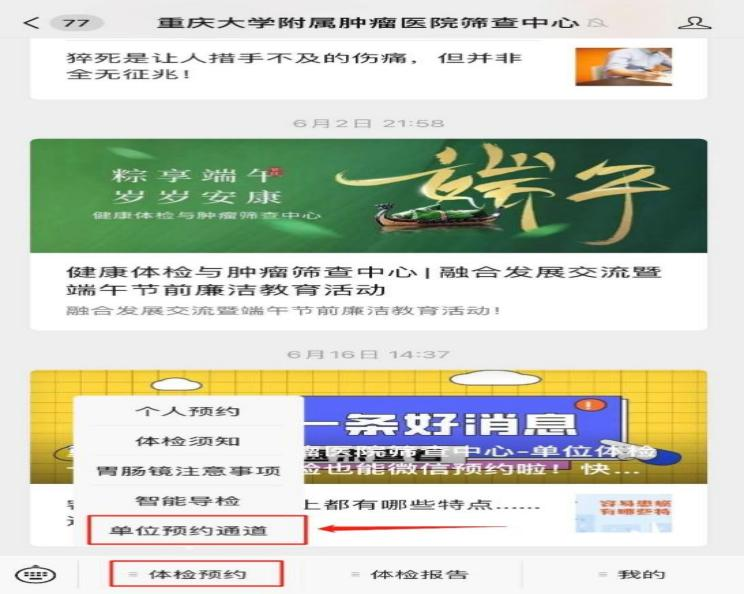 77
重庆大学附属肿瘤医院筛查中心
猝死是让人措手不及的伤痛，但并非
全无征兆！
6月2日 21:58
粽享端午
岁岁安康
健康体检与肿瘤筛查中心
端午
健康体检与肿瘤筛查中心|融合发展交流暨
端午节前廉洁教育活动
融合发展交流暨端午节前廉洁教育活动！
6月16日 14:37
一条好消息
瘤医院筛查中心-单位体检
检也能微信预约啦！快...
上都有哪些特点......
容易患癌
有哪些特
个人预约
体检须知
胃肠镜注意事项
智能导检
单位预约通道
体检预约
体检报告
我的